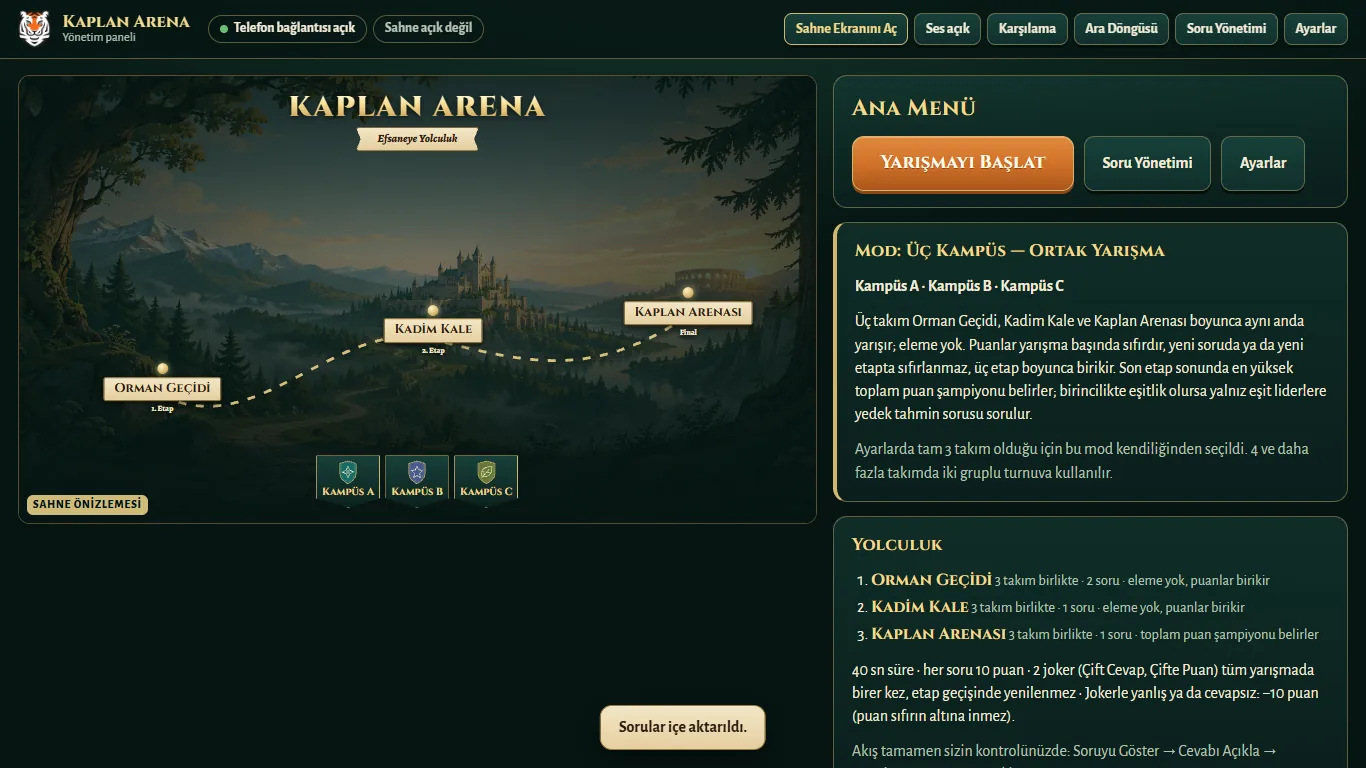 Kaplan Arena
Yönetim paneli
Telefon bağlantısı açık
Sahne açık değil
Sahne Ekranını Aç
Ses açık
Karşılama
Ara Döngüsü
Soru Yönetimi
Ayarlar
KAPLAN ARENA
Efsaneye Yolculuk
Orman Geçidi
1. Etap
Kadim Kale
2. Etap
Kaplan Arenası
Final
KAMPÜS A
KAMPÜS B
KAMPÜS C
SAHNE ÖNİZLEMESİ
Ana Menü
Yarışmayı Başlat
Soru Yönetimi
Ayarlar
Mod: Üç Kampüs — Ortak Yarışma
Kampüs A · Kampüs B · Kampüs C
Üç takım Orman Geçidi, Kadim Kale ve Kaplan Arenası boyunca aynı anda
yarışır; eleme yok. Puanlar yarışma başında sıfırdır, yeni soruda ya da yeni
etapta sıfırlanmaz, üç etap boyunca birikir. Son etap sonunda en yüksek
toplam puan şampiyonu belirler; birincilikte eşitlik olursa yalnız eşit liderlere
yedek tahmin sorusu sorulur.
Ayarlarda tam 3 takım olduğu için bu mod kendiliğinden seçildi. 4 ve daha
fazla takımda iki gruplu turnuva kullanılır.
Yolculuk
1. Orman Geçidi 3 takım birlikte · 2 soru · eleme yok, puanlar birikir
2. Kadim Kale 3 takım birlikte · 1 soru · eleme yok, puanlar birikir
3. Kaplan Arenası 3 takım birlikte · 1 soru · toplam puan şampiyonu belirler
40 sn süre · her soru 10 puan · 2 joker (Çift Cevap, Çifte Puan) tüm yarışmada
birer kez, etap geçişinde yenilenmez · Jokerle yanlış ya da cevapsız: −10 puan
(puan sıfırın altına inmez).
Akış tamamen sizin kontrolünüzde: Soruyu Göster → Cevabı Açıkla →
Sorular içe aktarıldı.